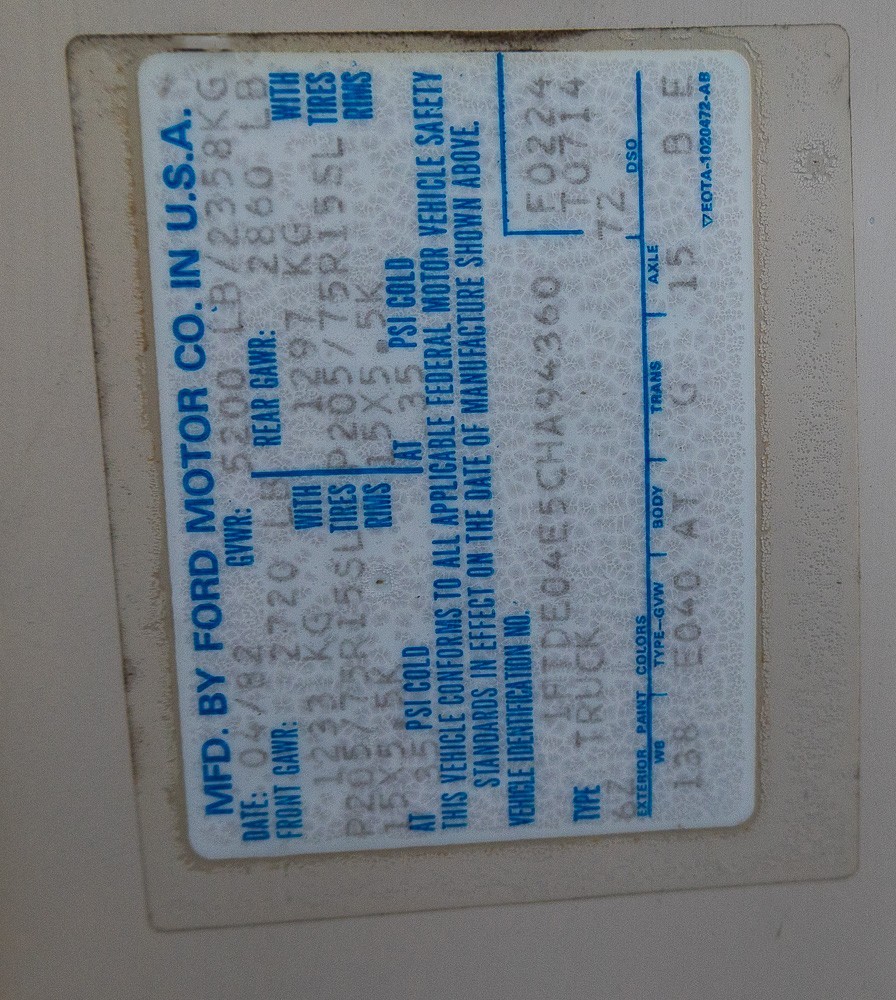 MFD. BY FORD MOTOR CO. IN U.S.A.
DATE: 04/82 GVWR: 5200 LB/2358KG
FRONT GAWR: 2720 LB REAR GAWR: 2860 LB
1233 KG WITH 1297 KG WITH
P205/75R15SL TIRES P205/75R15SL TIRES
15X5.5K RIMS 15X5.5K RIMS
AT 35 PSI COLD AT 35 PSI COLD
THIS VEHICLE CONFORMS TO ALL APPLICABLE FEDERAL MOTOR VEHICLE SAFETY
STANDARDS IN EFFECT ON THE DATE OF MANUFACTURE SHOWN ABOVE.
VEHICLE IDENTIFICATION NO.
1FTDE04E5CHA94360 F0224
TYPE TRUCK T0714
6Z 72
EXTERIOR PAINT COLORS DSO
WB TYPE-GVW BODY TRANS AXLE
138 E040 AT G 15 B E
▽EOTA-1020472-AB